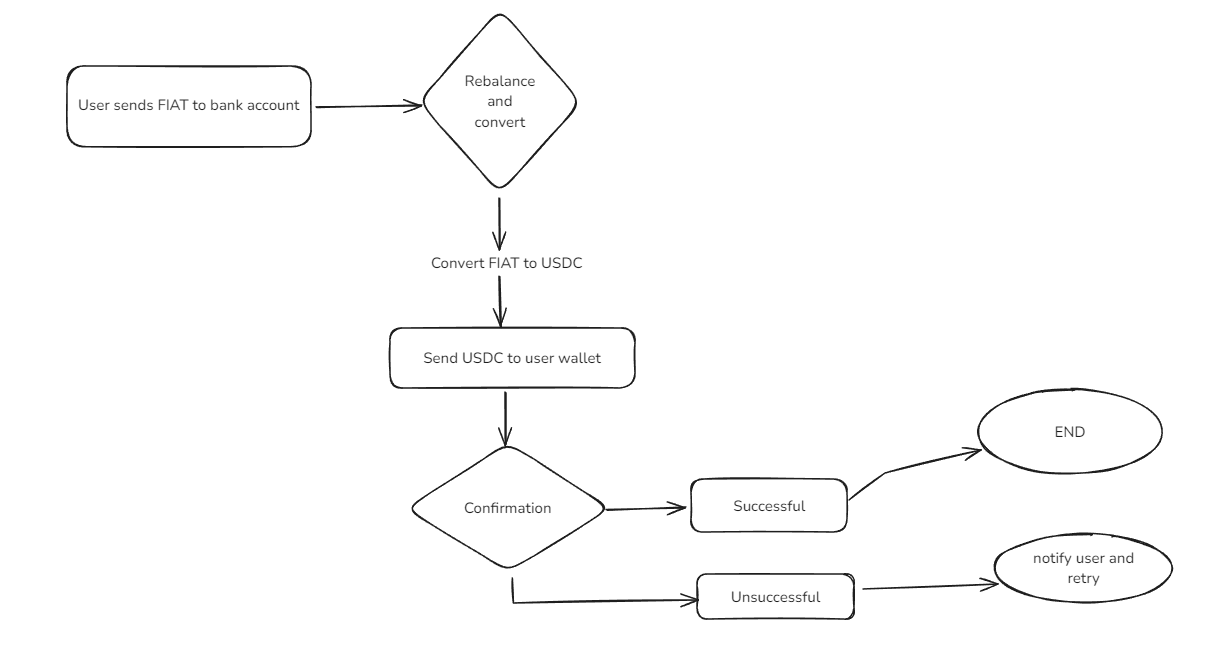 User sends FIAT to bank account
Rebalance
and
convert
Convert FIAT to USDC
Send USDC to user wallet
END
Confirmation
Successful
notify user and
retry
Unsuccessful